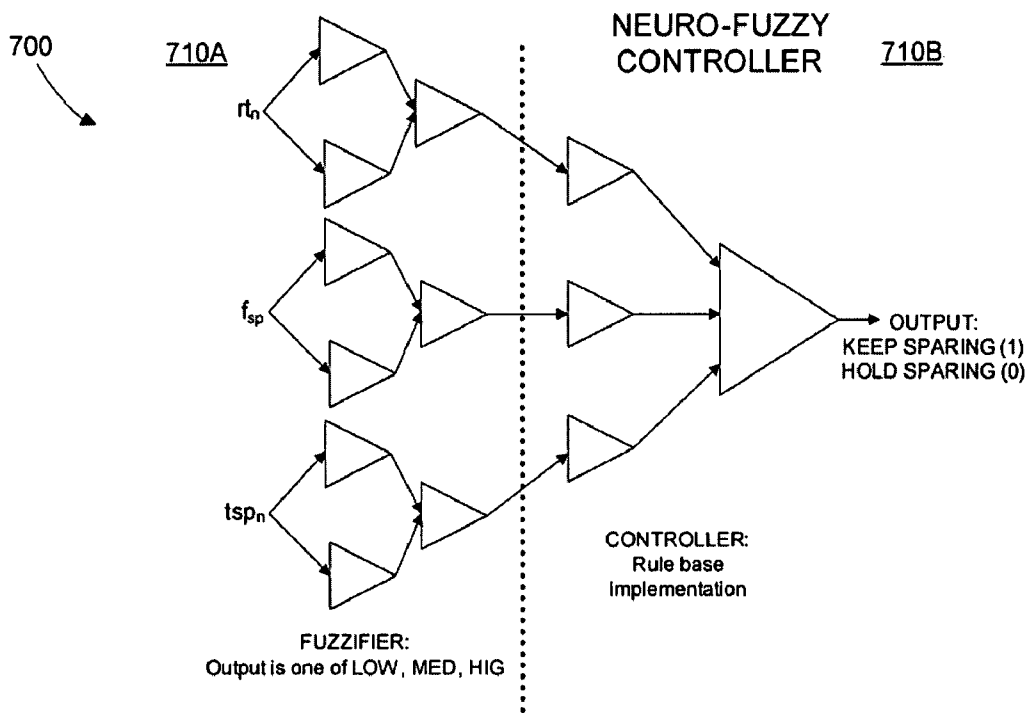 700
710A
NEURO-FUZZY
CONTROLLER
710B
rtn
fsp
tspn
OUTPUT:
KEEP SPARING (1)
HOLD SPARING (0)
CONTROLLER:
Rule base
implementation
FUZZIFIER:
Output is one of LOW, MED, HIG